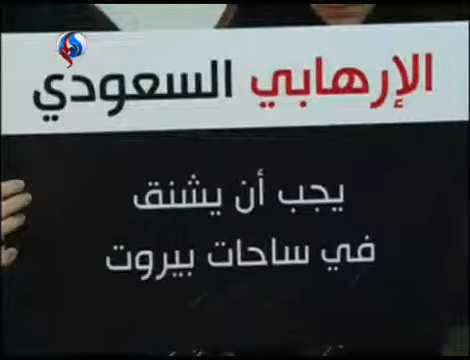 الإرهابي السعودي
يجب أن يشنق
في ساحات بيروت